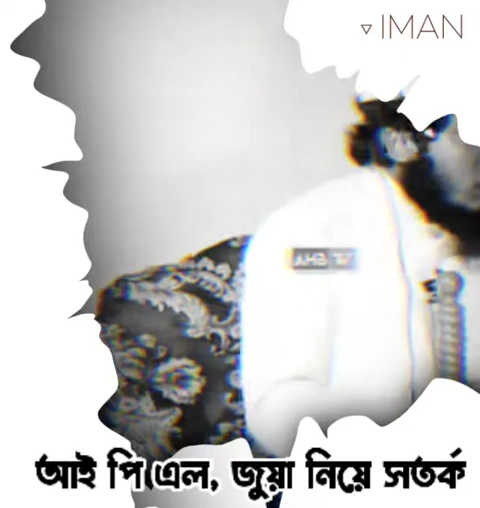 ▿ IMAN
AHB TV
আই পি এল, জুয়া নিয়ে সতর্ক